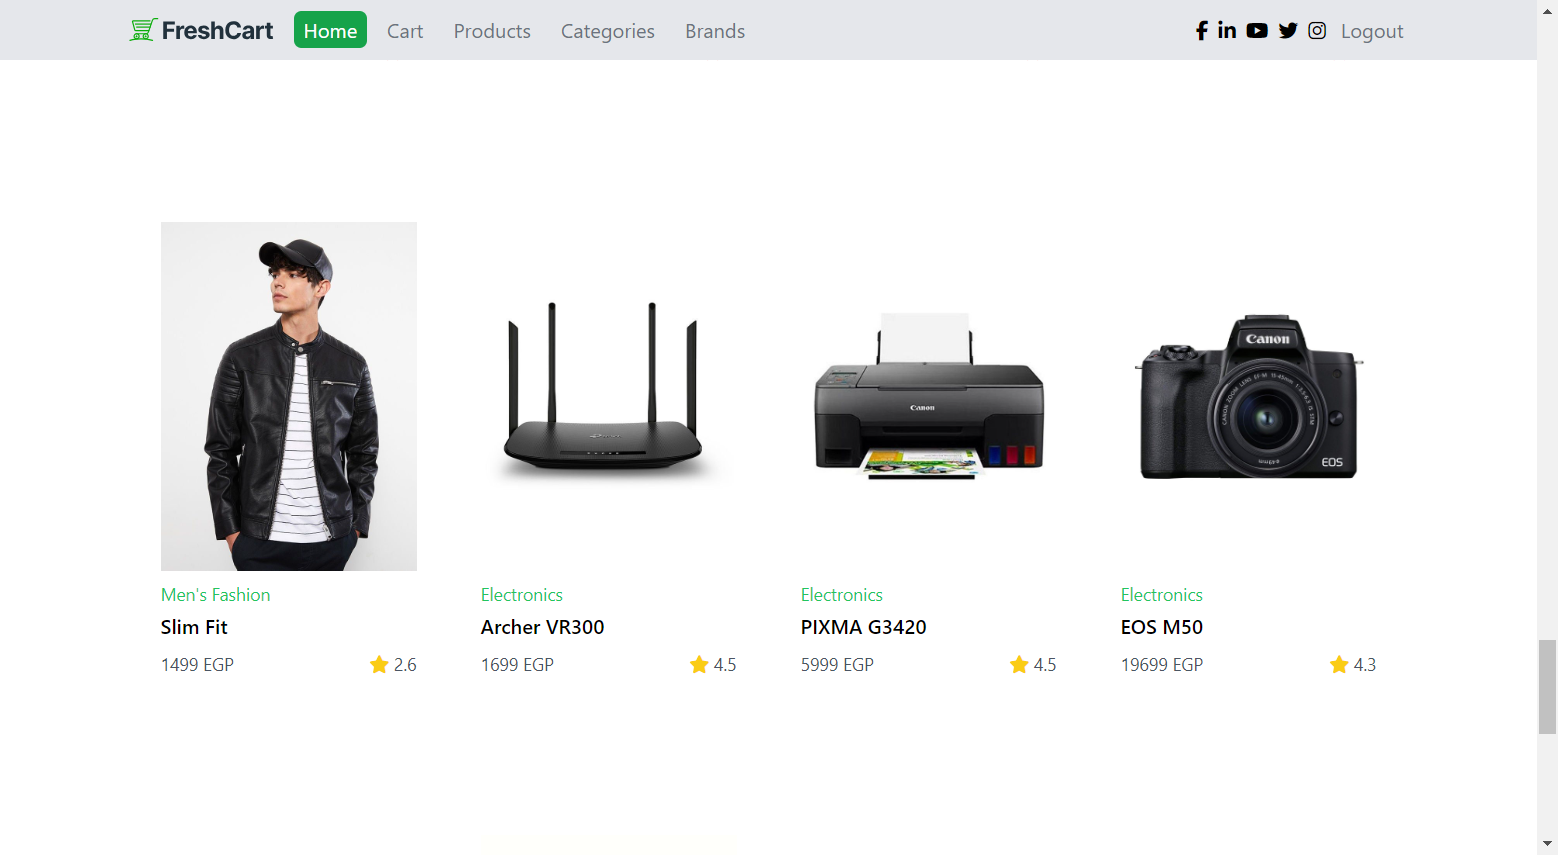 FreshCart Home Cart Products Categories Brands Logout
Canon
Canon
EOS
Men's Fashion Electronics Electronics Electronics
Slim Fit Archer VR300 PIXMA G3420 EOS M50
1499 EGP 2.6 1699 EGP 4.5 5999 EGP 4.5 19699 EGP 4.3